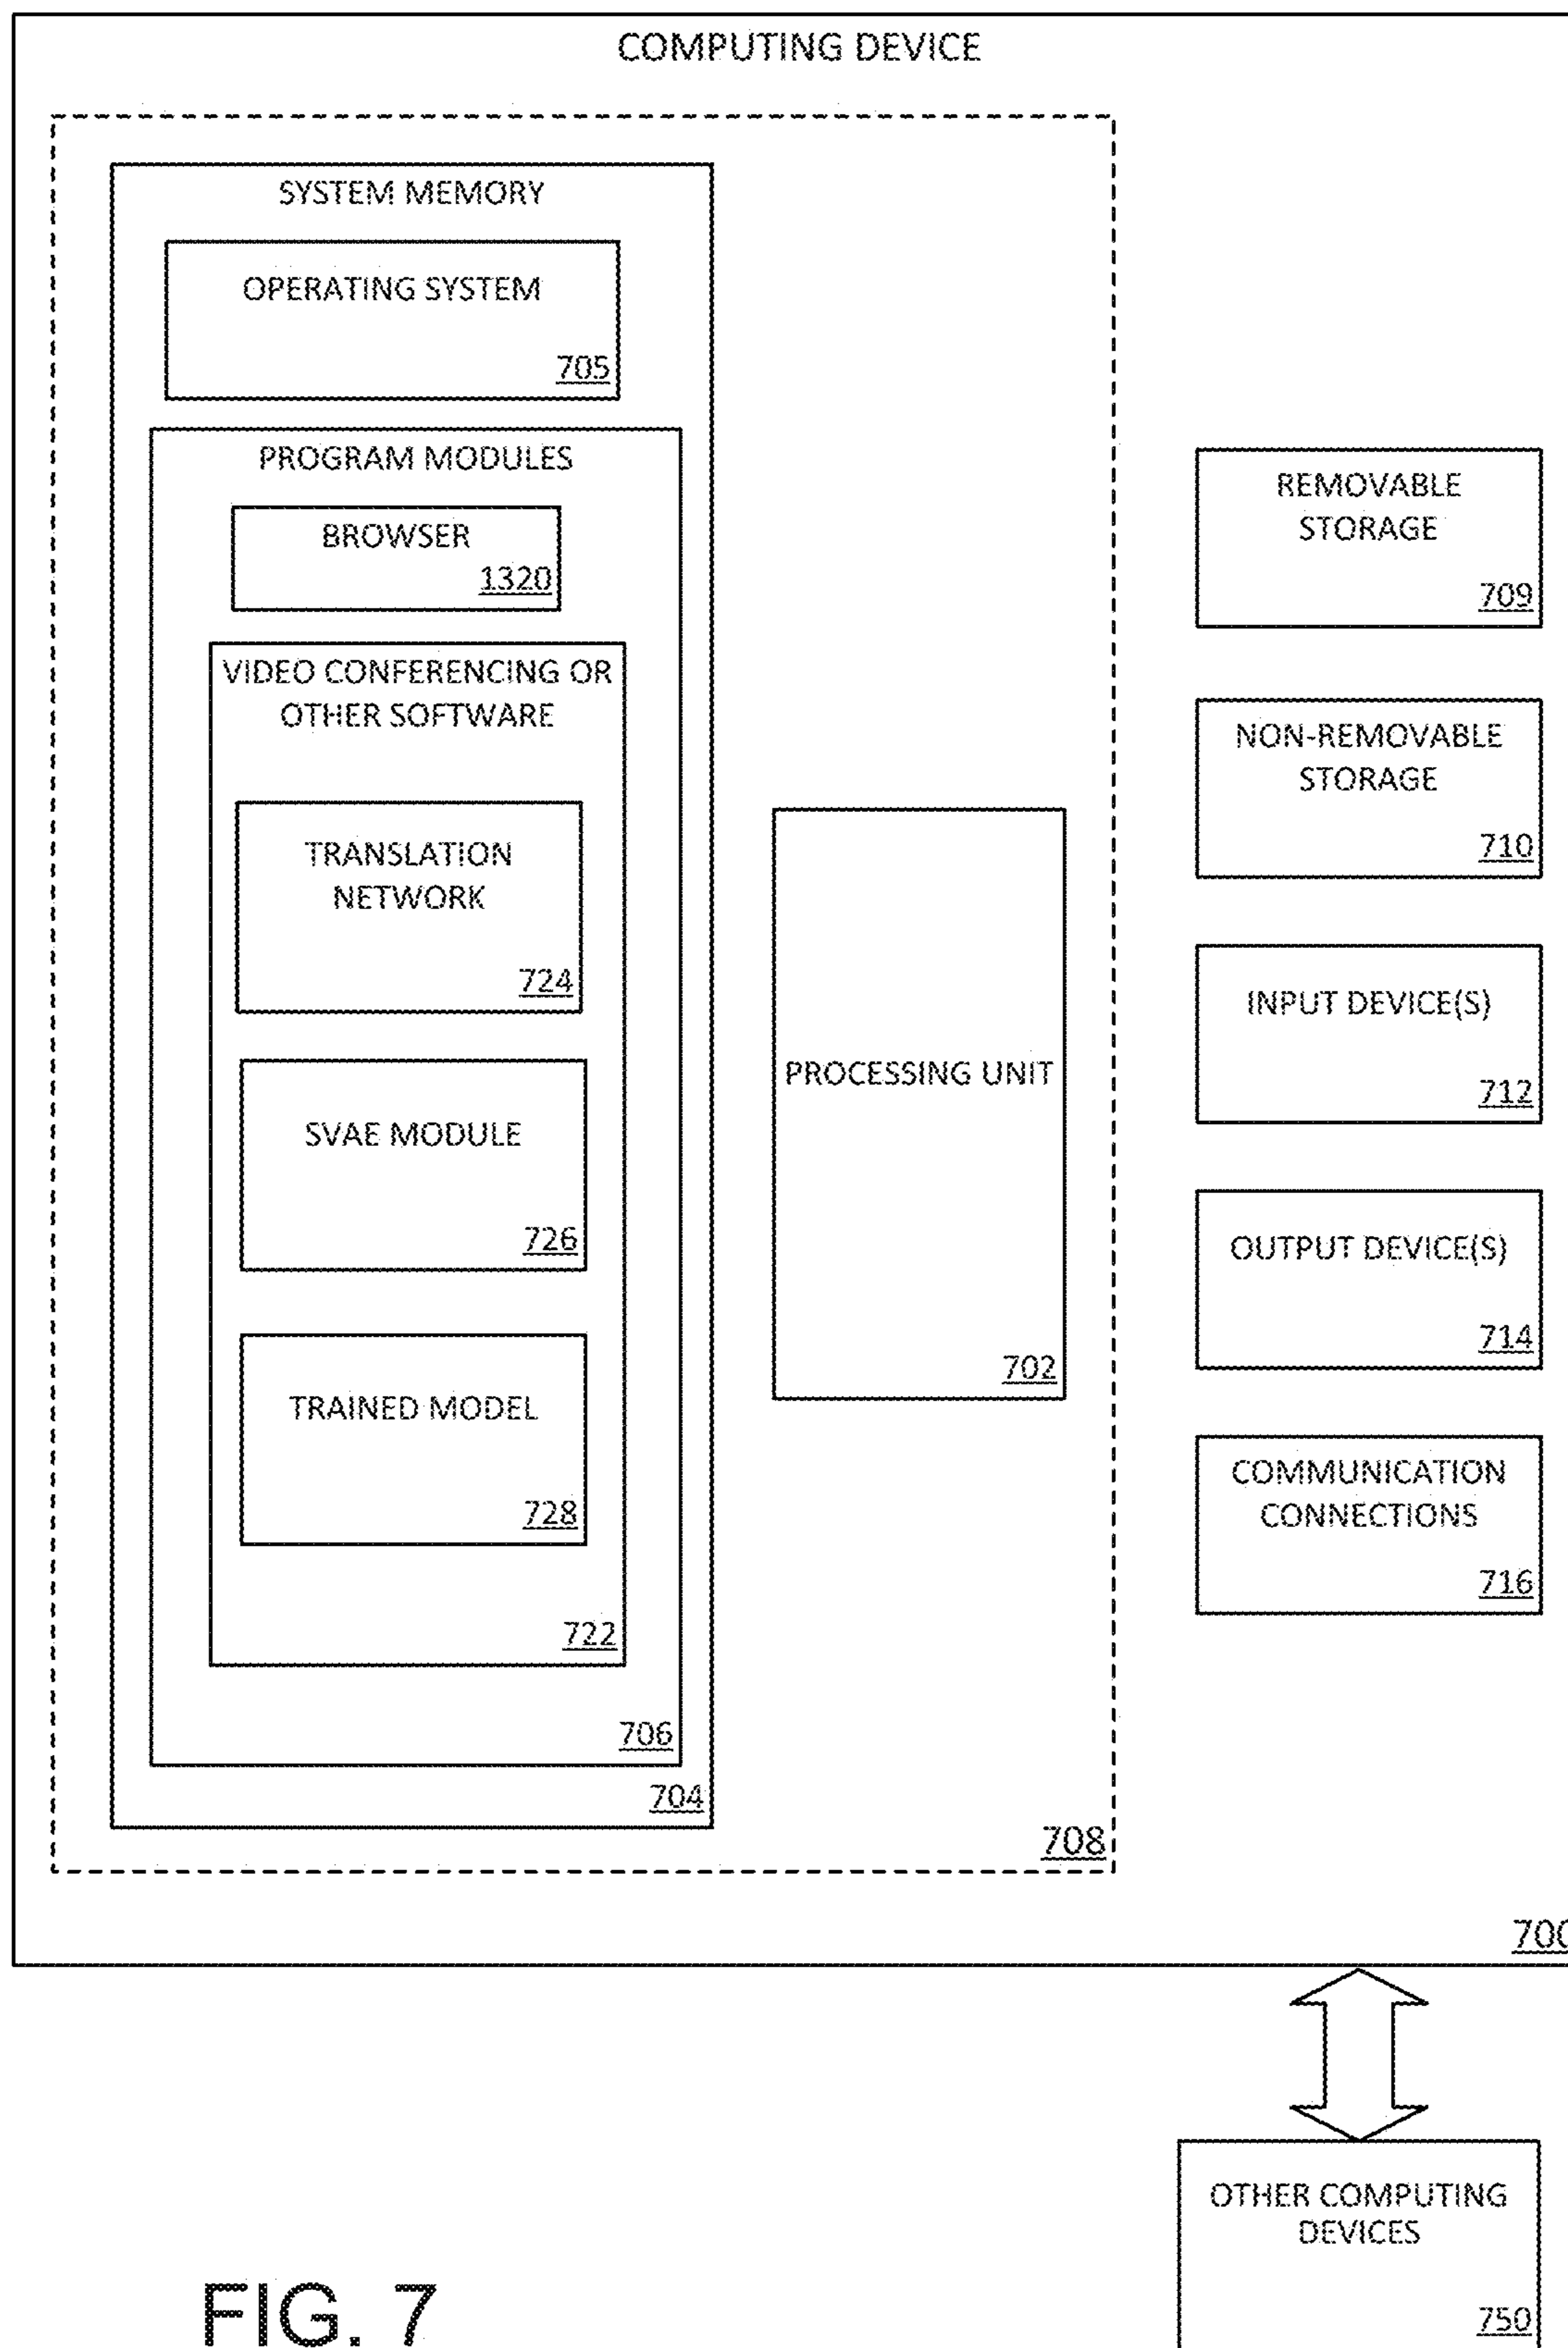 COMPUTING DEVICE
SYSTEM MEMORY
OPERATING SYSTEM
705
PROGRAM MODULES
BROWSER
1320
VIDEO CONFERENCING OR
OTHER SOFTWARE
TRANSLATION
NETWORK
724
SVAE MODULE
726
TRAINED MODEL
728
722
706
704
PROCESSING UNIT
702
708
REMOVABLE
STORAGE
709
NON-REMOVABLE
STORAGE
710
INPUT DEVICE(S)
712
OUTPUT DEVICE(S)
714
COMMUNICATION
CONNECTIONS
716
700
OTHER COMPUTING
DEVICES
750
FIG. 7